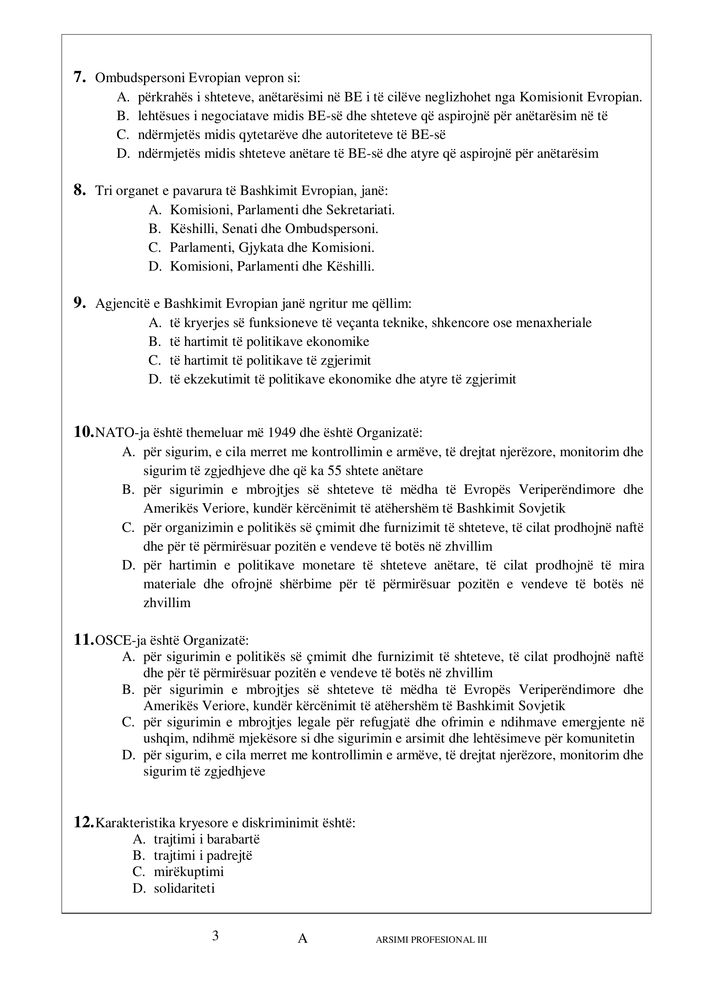 7. Ombudspersoni Evropian vepron si:
A. përkrahës i shteteve, anëtarësimi në BE i të cilëve neglizhohet nga Komisionit Evropian.
B. lehtësues i negociatave midis BE-së dhe shteteve që aspirojnë për anëtarësim në të
C. ndërmjetës midis qytetarëve dhe autoriteteve të BE-së
D. ndërmjetës midis shteteve anëtare të BE-së dhe atyre që aspirojnë për anëtarësim
8. Tri organet e pavarura të Bashkimit Evropian, janë:
A. Komisioni, Parlamenti dhe Sekretariati.
B. Këshilli, Senati dhe Ombudspersoni.
C. Parlamenti, Gjykata dhe Komisioni.
D. Komisioni, Parlamenti dhe Këshilli.
9. Agjencitë e Bashkimit Evropian janë ngritur me qëllim:
A. të kryerjes së funksioneve të veçanta teknike, shkencore ose menaxheriale
B. të hartimit të politikave ekonomike
C. të hartimit të politikave të zgjerimit
D. të ekzekutimit të politikave ekonomike dhe atyre të zgjerimit
10. NATO-ja është themeluar më 1949 dhe është Organizatë:
A. për sigurim, e cila merret me kontrollimin e armëve, të drejtat njerëzore, monitorim dhe
sigurim të zgjedhjeve dhe që ka 55 shtete anëtare
B. për sigurimin e mbrojtjes së shteteve të mëdha të Evropës Veriperëndimore dhe
Amerikës Veriore, kundër kërcënimit të atëhershëm të Bashkimit Sovjetik
C. për organizimin e politikës së çmimit dhe furnizimit të shteteve, të cilat prodhojnë naftë
dhe për të përmirësuar pozitën e vendeve të botës në zhvillim
D. për hartimin e politikave monetare të shteteve anëtare, të cilat prodhojnë të mira
materiale dhe ofrojnë shërbime për të përmirësuar pozitën e vendeve të botës në
zhvillim
11. OSCE-ja është Organizatë:
A. për sigurimin e politikës së çmimit dhe furnizimit të shteteve, të cilat prodhojnë naftë
dhe për të përmirësuar pozitën e vendeve të botës në zhvillim
B. për sigurimin e mbrojtjes së shteteve të mëdha të Evropës Veriperëndimore dhe
Amerikës Veriore, kundër kërcënimit të atëhershëm të Bashkimit Sovjetik
C. për sigurimin e mbrojtjes legale për refugjatë dhe ofrimin e ndihmave emergjente në
ushqim, ndihmë mjekësore si dhe sigurimin e arsimit dhe lehtësimeve për komunitetin
D. për sigurim, e cila merret me kontrollimin e armëve, të drejtat njerëzore, monitorim dhe
sigurim të zgjedhjeve
12. Karakteristika kryesore e diskriminimit është:
A. trajtimi i barabartë
B. trajtimi i padrejtë
C. mirëkuptimi
D. solidariteti
3 A ARSIMI PROFESIONAL III